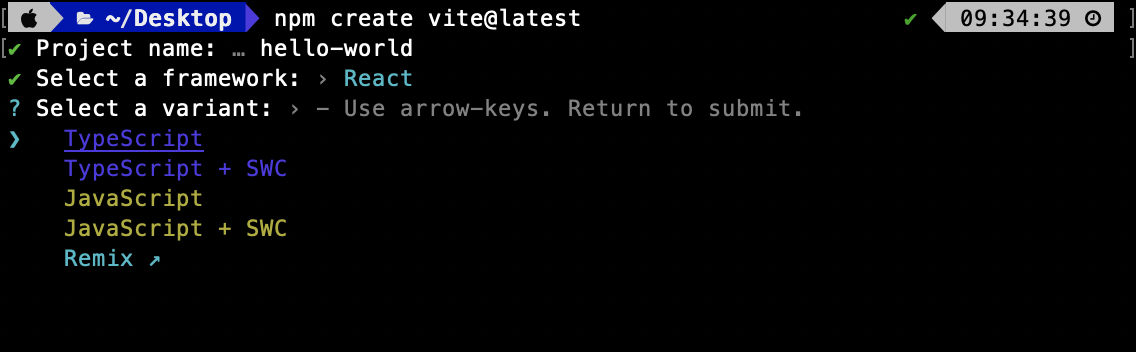 ~/Desktop npm create vite@latest ✔ 09:34:39
✔ Project name: … hello-world
✔ Select a framework: › React
? Select a variant: › - Use arrow-keys. Return to submit.
❯ TypeScript
TypeScript + SWC
JavaScript
JavaScript + SWC
Remix ↗